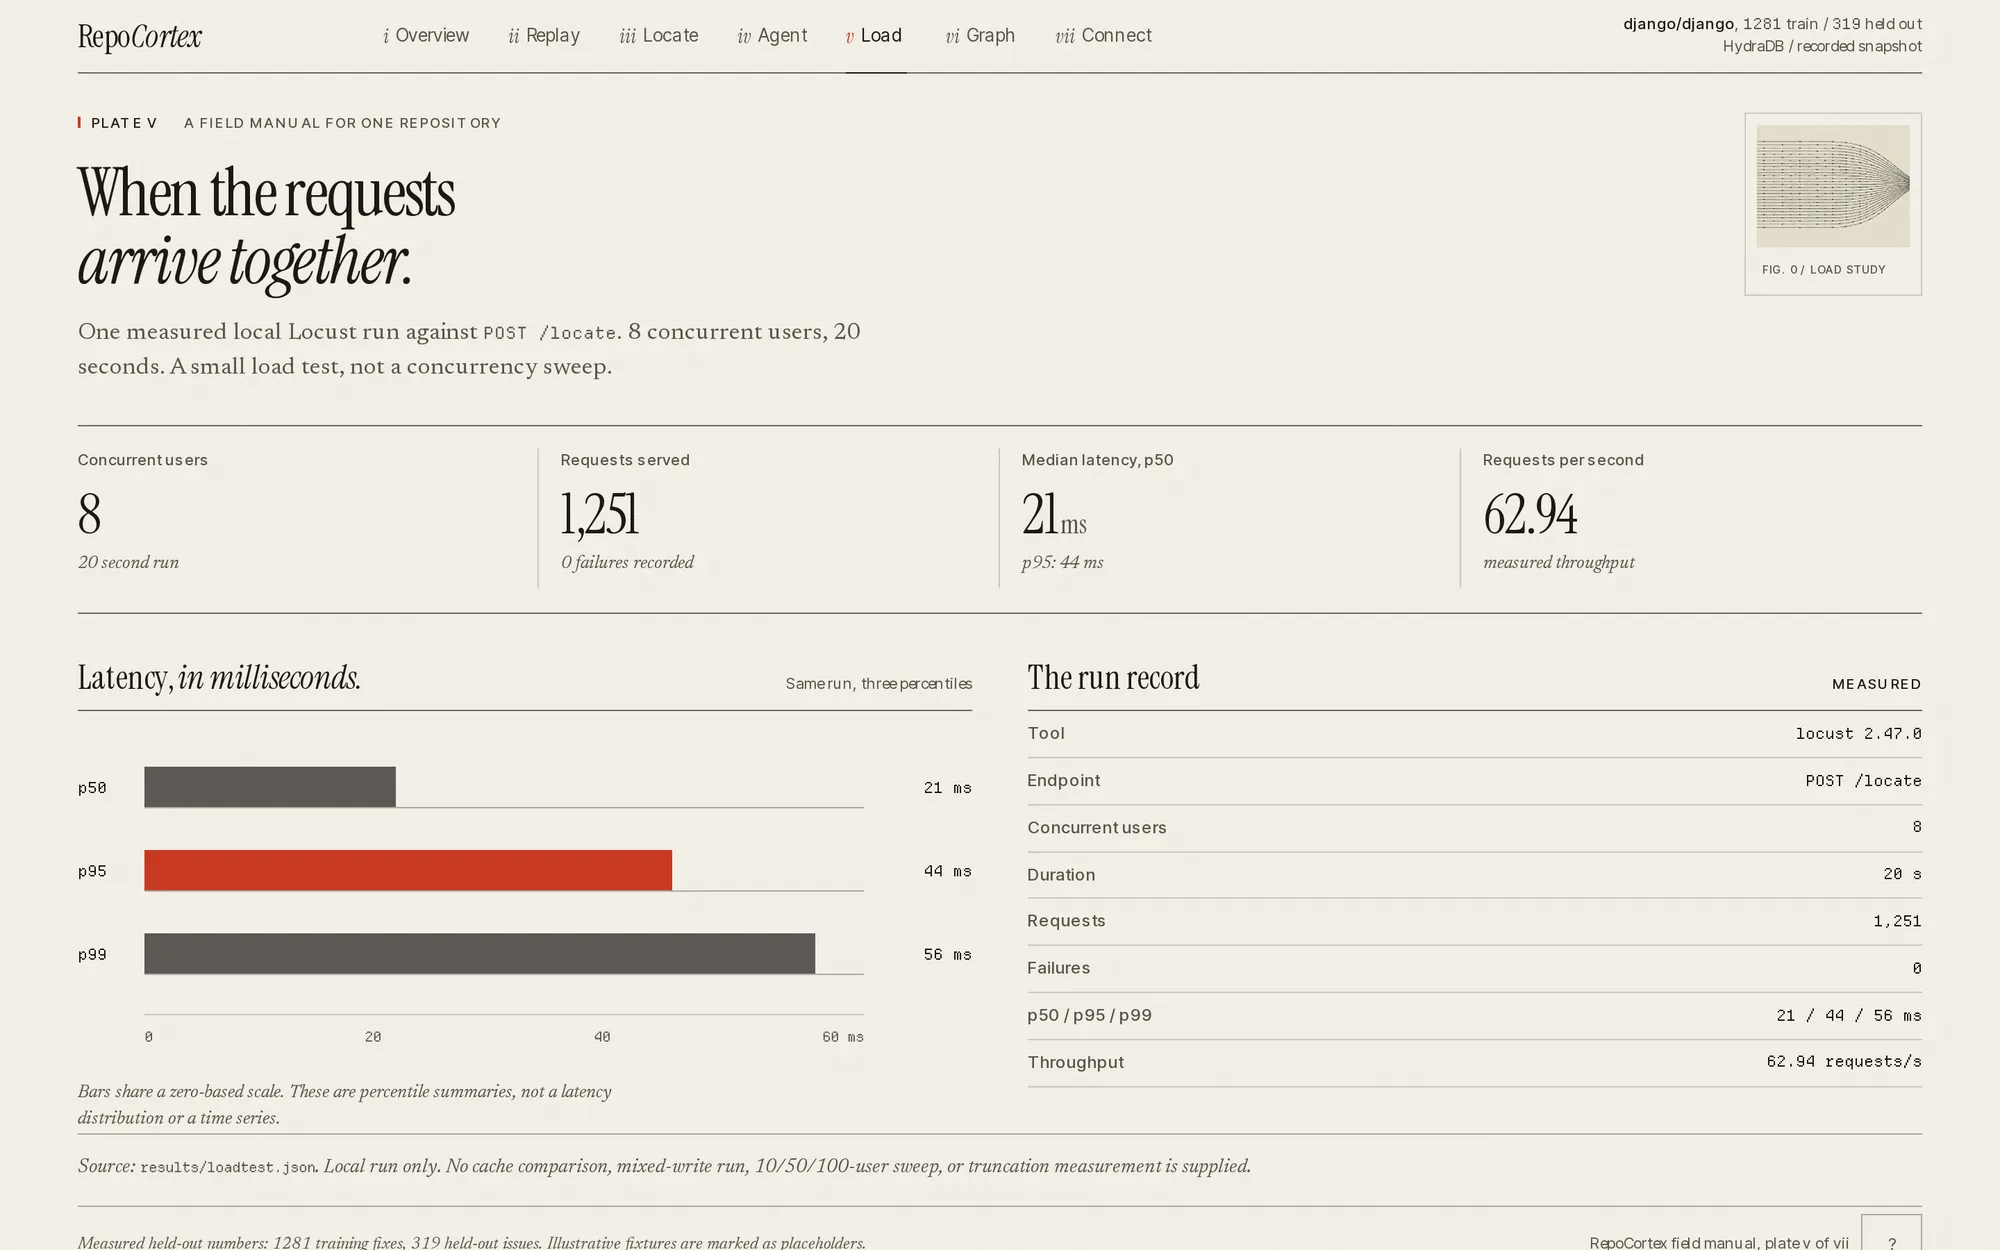 RepoCortex
i Overview
ii Replay
iii Locate
iv Agent
v Load
vi Graph
vii Connect
django/django, 1281 train / 319 held out
HydraDB / recorded snapshot
PLATE V
A FIELD MANUAL FOR ONE REPOSITORY
When the requests
arrive together.
One measured local Locust run against POST /locate. 8 concurrent users, 20
seconds. A small load test, not a concurrency sweep.
FIG. 0 / LOAD STUDY
Concurrent users
8
20 second run
Requests served
1,251
0 failures recorded
Median latency, p50
21 ms
p95: 44 ms
Requests per second
62.94
measured throughput
Latency, in milliseconds.
Same run, three percentiles
p50
21 ms
p95
44 ms
p99
56 ms
0 20 40 60 ms
Bars share a zero-based scale. These are percentile summaries, not a latency
distribution or a time series.
The run record
MEASURED
Tool locust 2.47.0
Endpoint POST /locate
Concurrent users 8
Duration 20 s
Requests 1,251
Failures 0
p50 / p95 / p99 21 / 44 / 56 ms
Throughput 62.94 requests/s
Source: results/loadtest.json. Local run only. No cache comparison, mixed-write run, 10/50/100-user sweep, or truncation measurement is supplied.
Measured held-out numbers: 1281 training fixes, 319 held-out issues. Illustrative fixtures are marked as placeholders.
RepoCortex field manual, plate v of vii
?